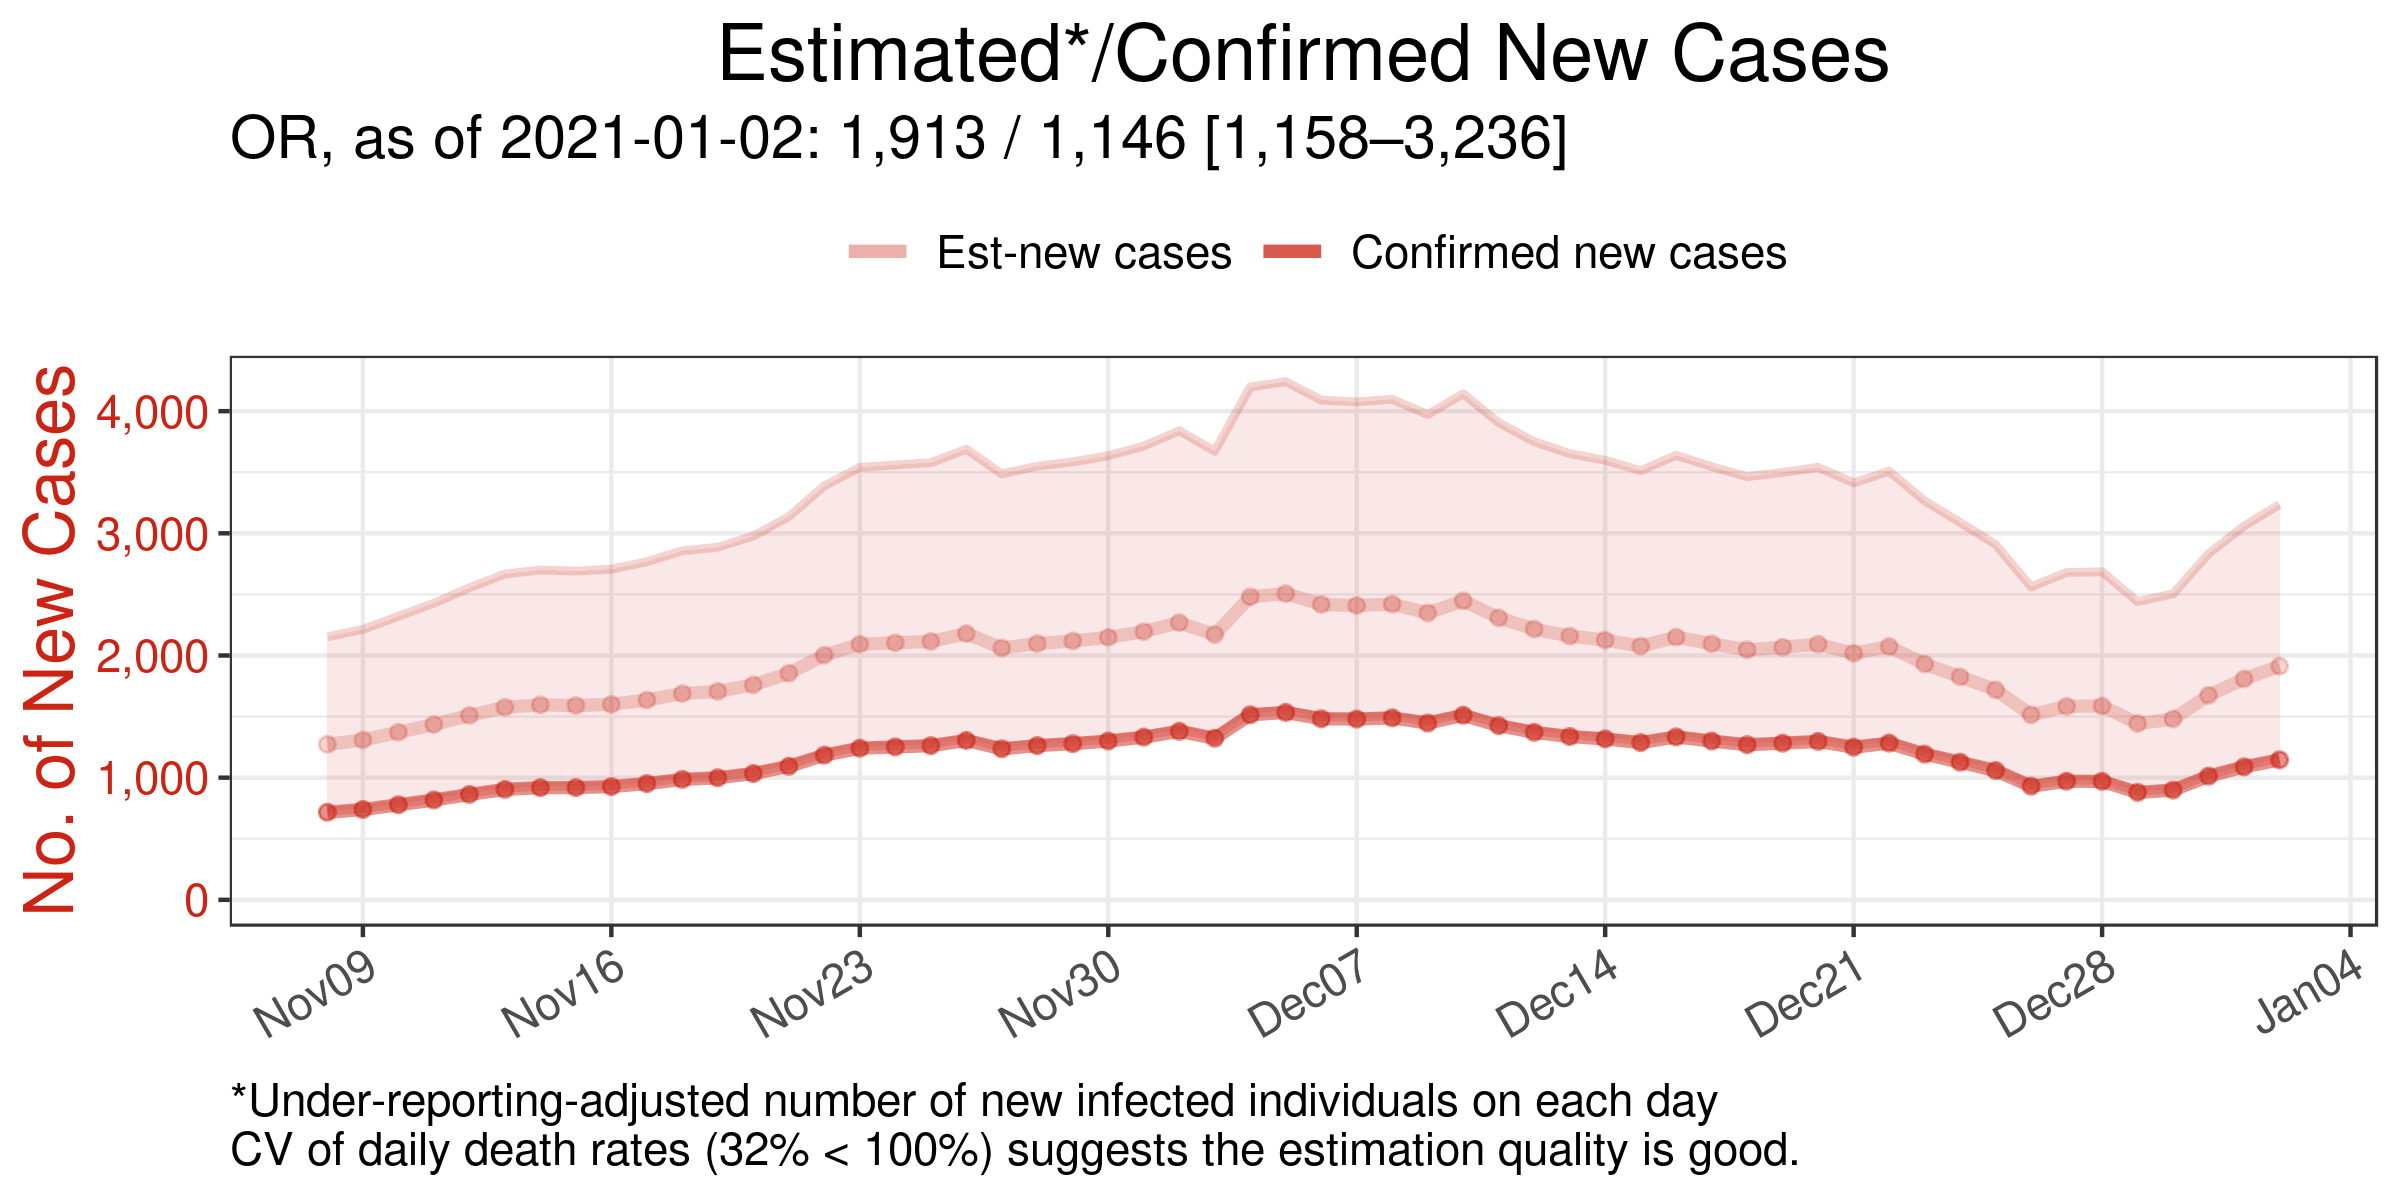 Estimated*/Confirmed New Cases
OR, as of 2021-01-02: 1,913 / 1,146 [1,158–3,236]
Est-new cases Confirmed new cases
No. of New Cases
4,000
3,000
2,000
1,000
0
Nov09 Nov16 Nov23 Nov30 Dec07 Dec14 Dec21 Dec28 Jan04
*Under-reporting-adjusted number of new infected individuals on each day
CV of daily death rates (32% < 100%) suggests the estimation quality is good.